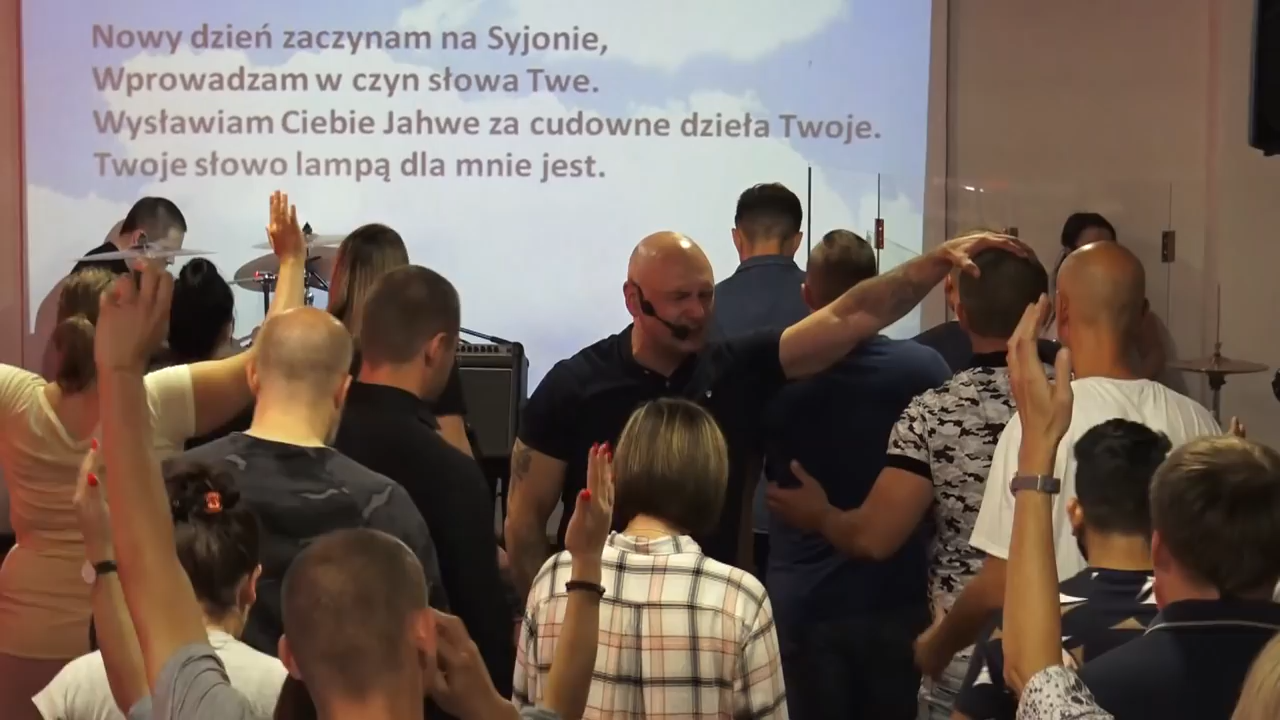 Nowy dzień zaczynam na Syjonie,
Wprowadzam w czyn słowa Twe.
Wysławiam Ciebie Jahwe za cudowne dzieła Twoje.
Twoje słowo lampą dla mnie jest.